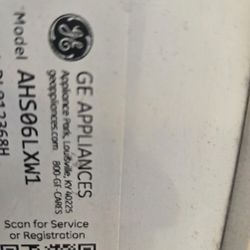 GE APPLIANCES
Appliance Park, Louisville, KY 40225
geappliances.com 800-GE-CARES
Model AHS06LXW1
Scan for Service
or Registration